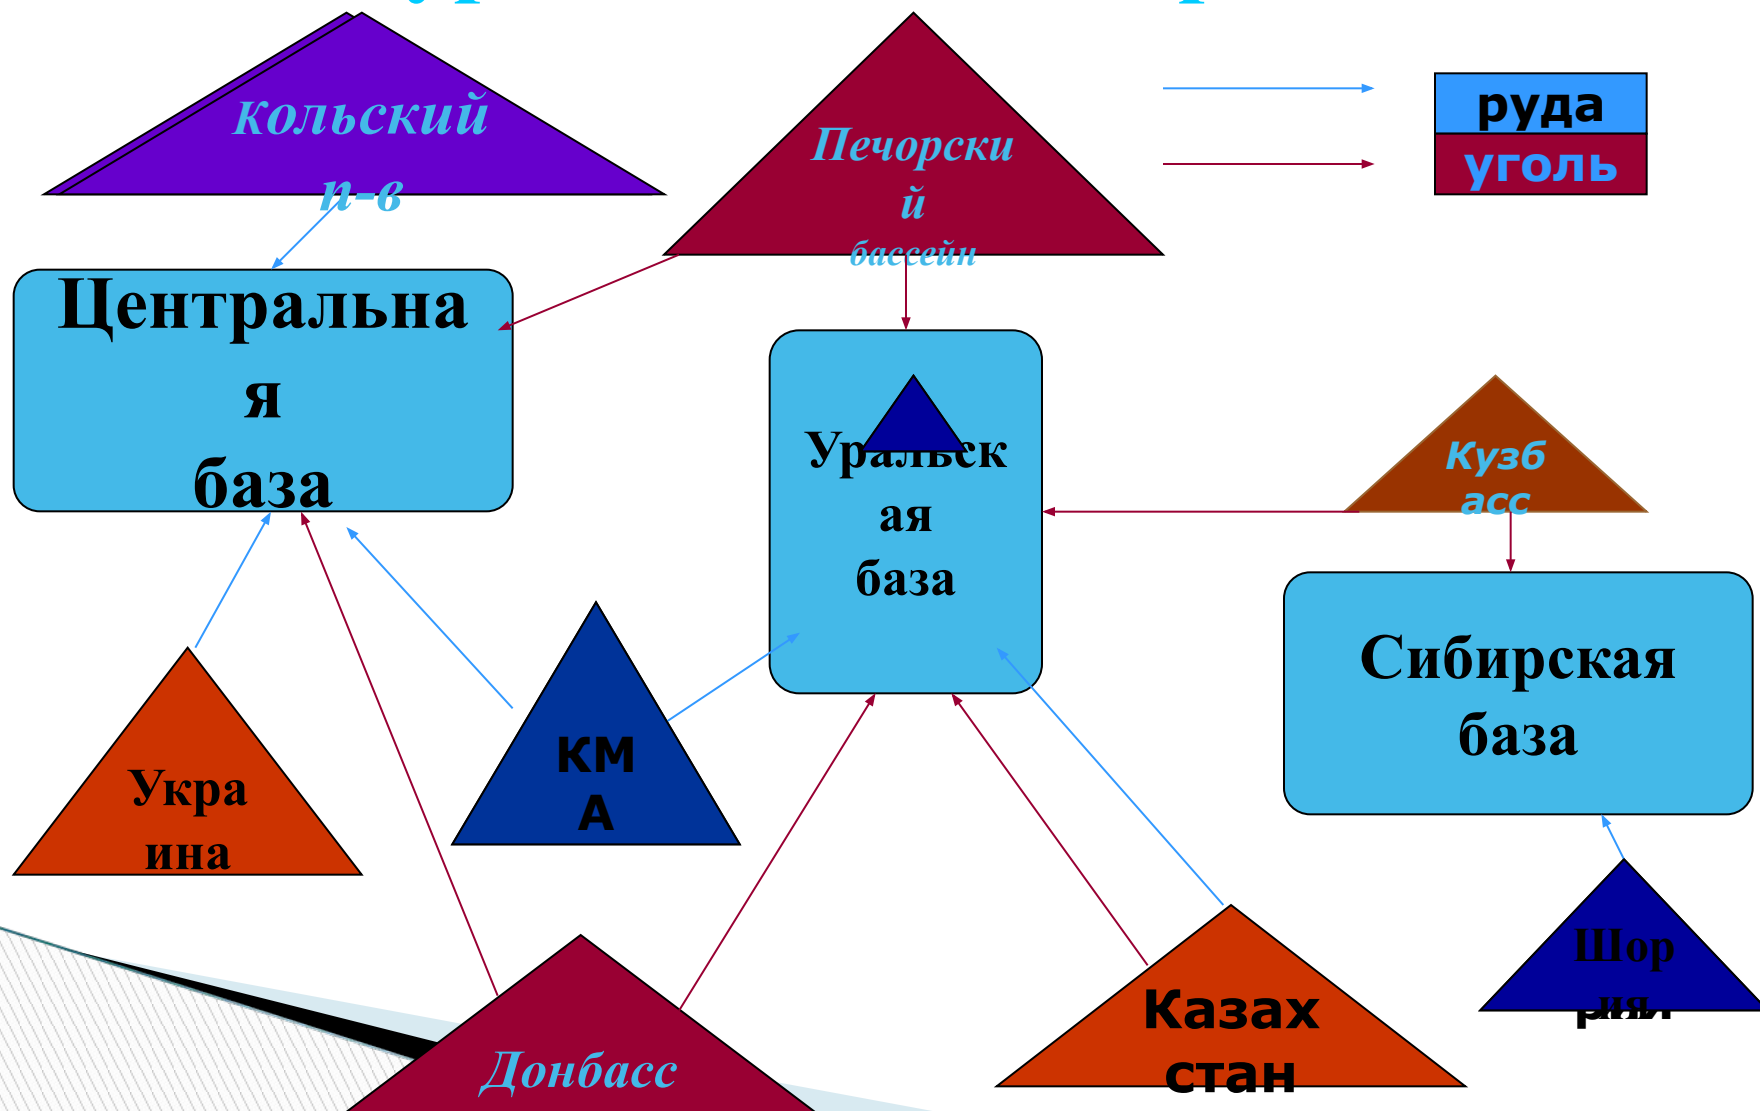 Кольский
п-в
Печорски
й
бассейн
руда
уголь
Центральна
я
база
Уральск
ая
база
Кузб
асс
Сибирская
база
Укра
ина
КМ
А
Шор
ия
Казах
стан
Донбасс